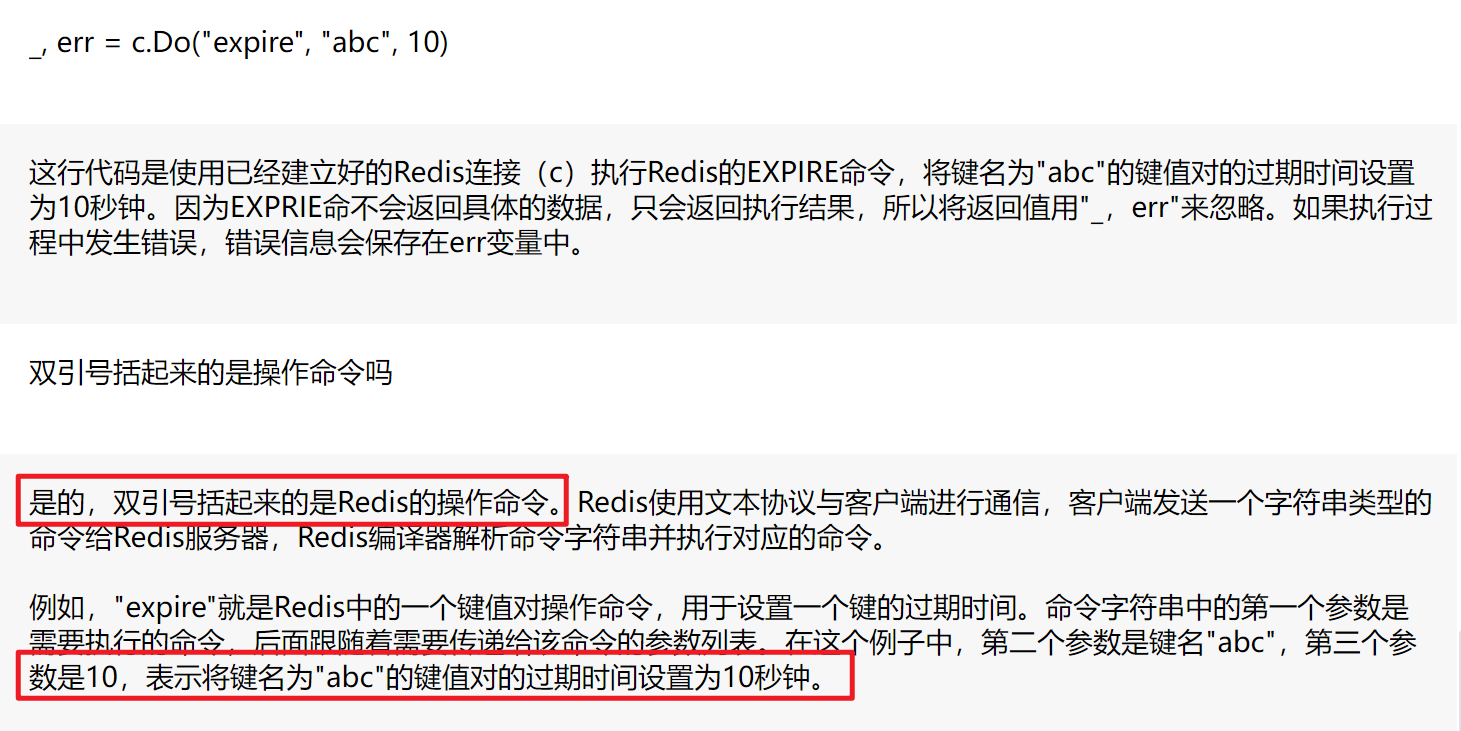 _, err = c.Do("expire", "abc", 10)
这行代码是使用已经建立好的Redis连接（c）执行Redis的EXPIRE命令，将键名为"abc"的键值对的过期时间设置
为10秒钟。因为EXPRIE命不会返回具体的数据，只会返回执行结果，所以将返回值用"_，err"来忽略。如果执行过
程中发生错误，错误信息会保存在err变量中。
双引号括起来的是操作命令吗
是的，双引号括起来的是Redis的操作命令。Redis使用文本协议与客户端进行通信，客户端发送一个字符串类型的
命令给Redis服务器，Redis编译器解析命令字符串并执行对应的命令。
例如，"expire"就是Redis中的一个键值对操作命令，用于设置一个键的过期时间。命令字符串中的第一个参数是
需要执行的命令，后面跟随着需要传递给该命令的参数列表。在这个例子中，第二个参数是键名"abc"，第三个参
数是10，表示将键名为"abc"的键值对的过期时间设置为10秒钟。